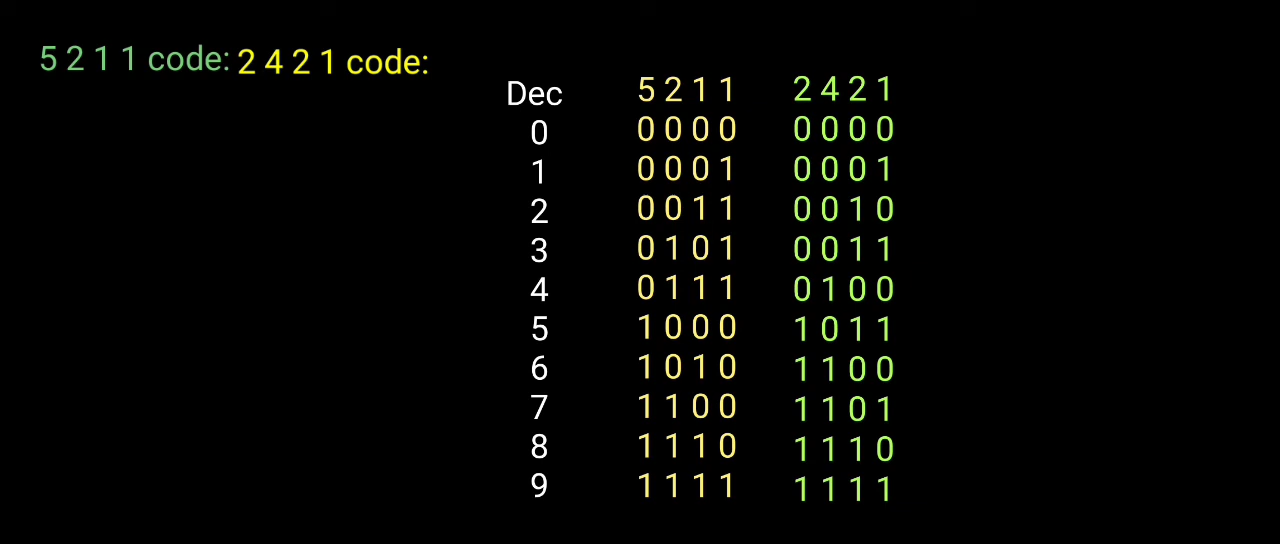 5 2 1 1 code: 2 4 2 1 code:
Dec 5 2 1 1 2 4 2 1
0 0 0 0 0 0 0 0 0
1 0 0 0 1 0 0 0 1
2 0 0 1 1 0 0 1 0
3 0 1 0 1 0 0 1 1
4 0 1 1 1 0 1 0 0
5 1 0 0 0 1 0 1 1
6 1 0 1 0 1 1 0 0
7 1 1 0 0 1 1 0 1
8 1 1 1 0 1 1 1 0
9 1 1 1 1 1 1 1 1